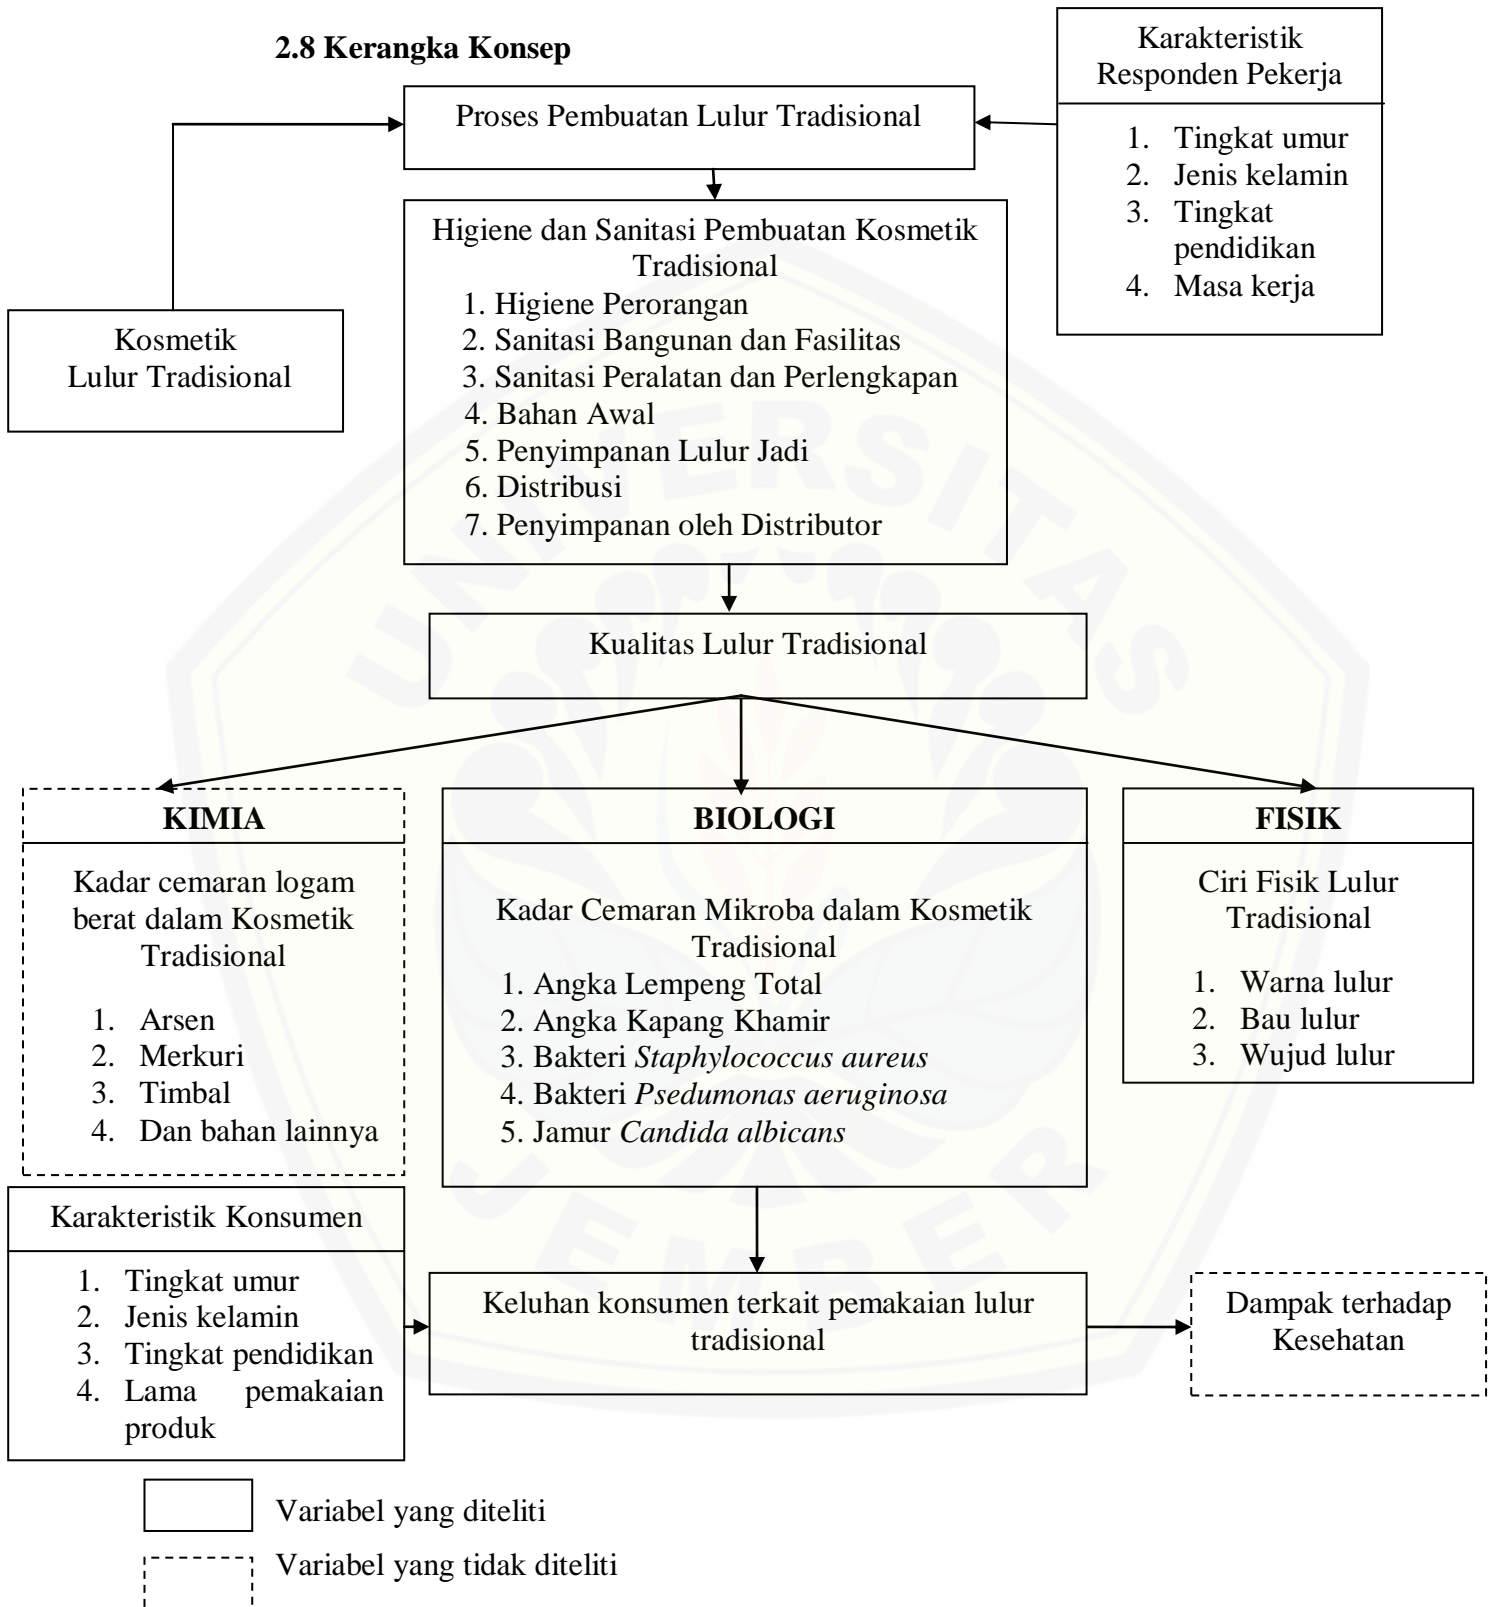 2.8 Kerangka Konsep
Karakteristik
Responden Pekerja
1. Tingkat umur
2. Jenis kelamin
3. Tingkat
pendidikan
4. Masa kerja
Proses Pembuatan Lulur Tradisional
Higiene dan Sanitasi Pembuatan Kosmetik
Tradisional
1. Higiene Perorangan
2. Sanitasi Bangunan dan Fasilitas
3. Sanitasi Peralatan dan Perlengkapan
4. Bahan Awal
5. Penyimpanan Lulur Jadi
6. Distribusi
7. Penyimpanan oleh Distributor
Kosmetik
Lulur Tradisional
Kualitas Lulur Tradisional
KIMIA
Kadar cemaran logam
berat dalam Kosmetik
Tradisional
1. Arsen
2. Merkuri
3. Timbal
4. Dan bahan lainnya
BIOLOGI
Kadar Cemaran Mikroba dalam Kosmetik
Tradisional
1. Angka Lempeng Total
2. Angka Kapang Khamir
3. Bakteri Staphylococcus aureus
4. Bakteri Psedumonas aeruginosa
5. Jamur Candida albicans
FISIK
Ciri Fisik Lulur
Tradisional
1. Warna lulur
2. Bau lulur
3. Wujud lulur
Karakteristik Konsumen
1. Tingkat umur
2. Jenis kelamin
3. Tingkat pendidikan
4. Lama pemakaian
produk
Keluhan konsumen terkait pemakaian lulur
tradisional
Dampak terhadap
Kesehatan
Variabel yang diteliti
Variabel yang tidak diteliti
UNIVERSITAS
JEMBER